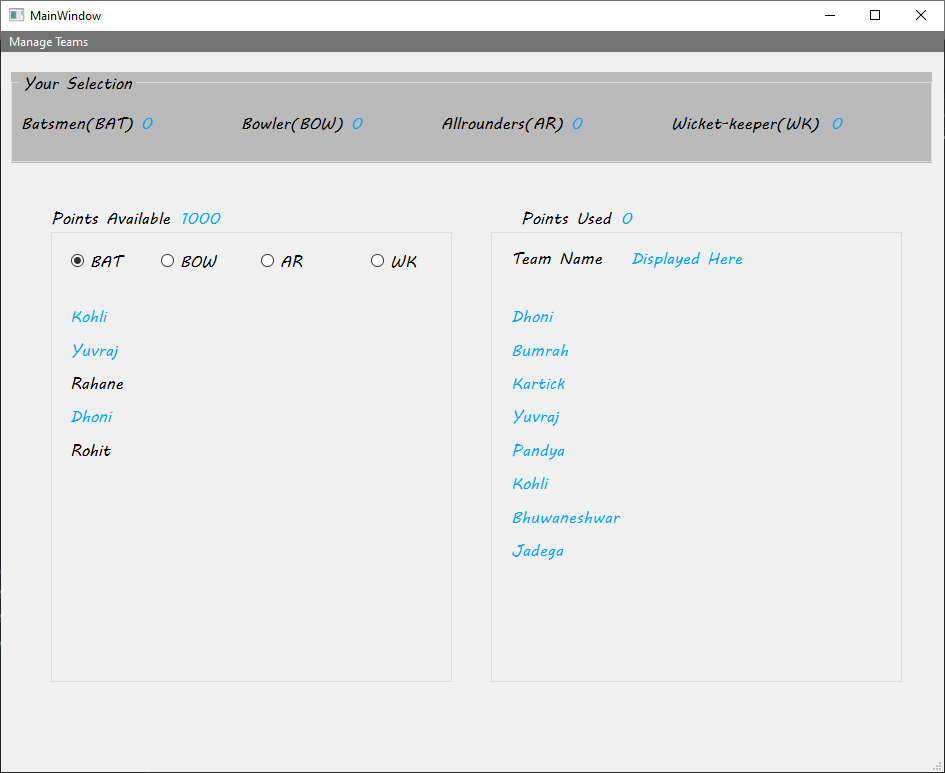 MainWindow
Manage Teams
Your Selection
Batsmen(BAT) 0 Bowler(BOW) 0 Allrounders(AR) 0 Wicket-keeper(WK) 0
Points Available 1000
BAT BOW AR WK
Kohli
Yuvraj
Rahane
Dhoni
Rohit
Points Used 0
Team Name Displayed Here
Dhoni
Bumrah
Kartick
Yuvraj
Pandya
Kohli
Bhuwaneshwar
Jadega